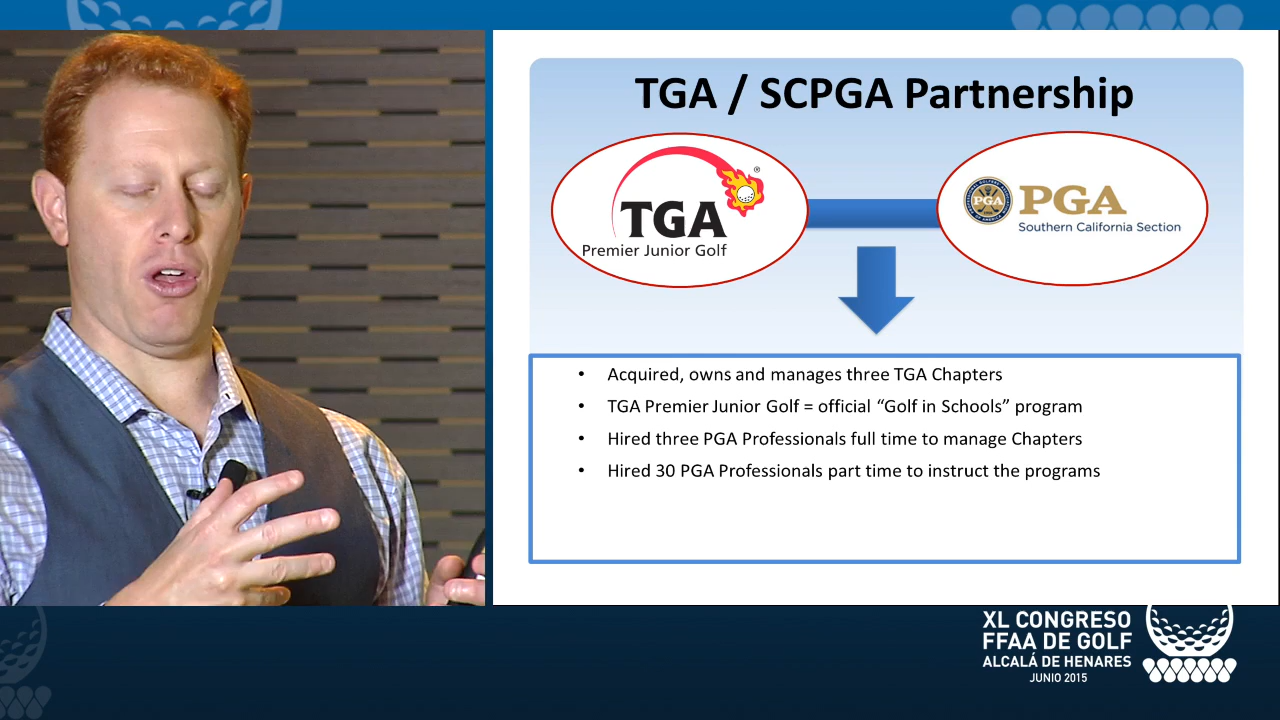 TGA / SCPGA Partnership
TGA
®
Premier Junior Golf
PGA
PGA
Southern California Section
• Acquired, owns and manages three TGA Chapters
• TGA Premier Junior Golf = official “Golf in Schools” program
• Hired three PGA Professionals full time to manage Chapters
• Hired 30 PGA Professionals part time to instruct the programs
XL CONGRESO
FFAA DE GOLF
ALCALÁ DE HENARES
JUNIO 2015